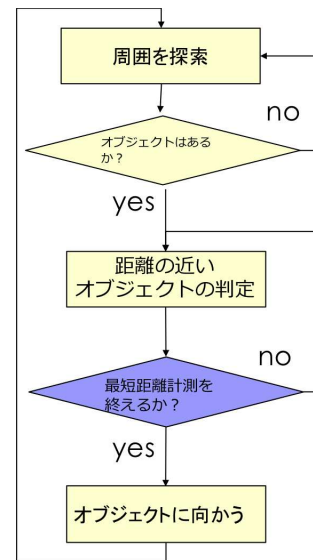 周囲を探索
no
オブジェクトはある
か？
yes
距離の近い
オブジェクトの判定
no
最短距離計測を
終えるか？
yes
オブジェクトに向かう